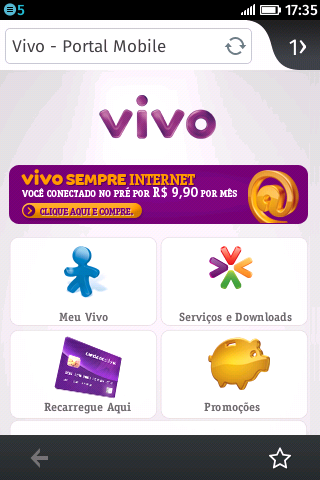 5
17:35
Vivo - Portal Mobile
1
vivo
vivo SEMPRE INTERNET
VOCÊ CONECTADO NO PRÉ POR R$ 9,90 POR MÊS
CLIQUE AQUI E COMPRE.
@
Meu Vivo
Serviços e Downloads
Recarregue Aqui
Promoções